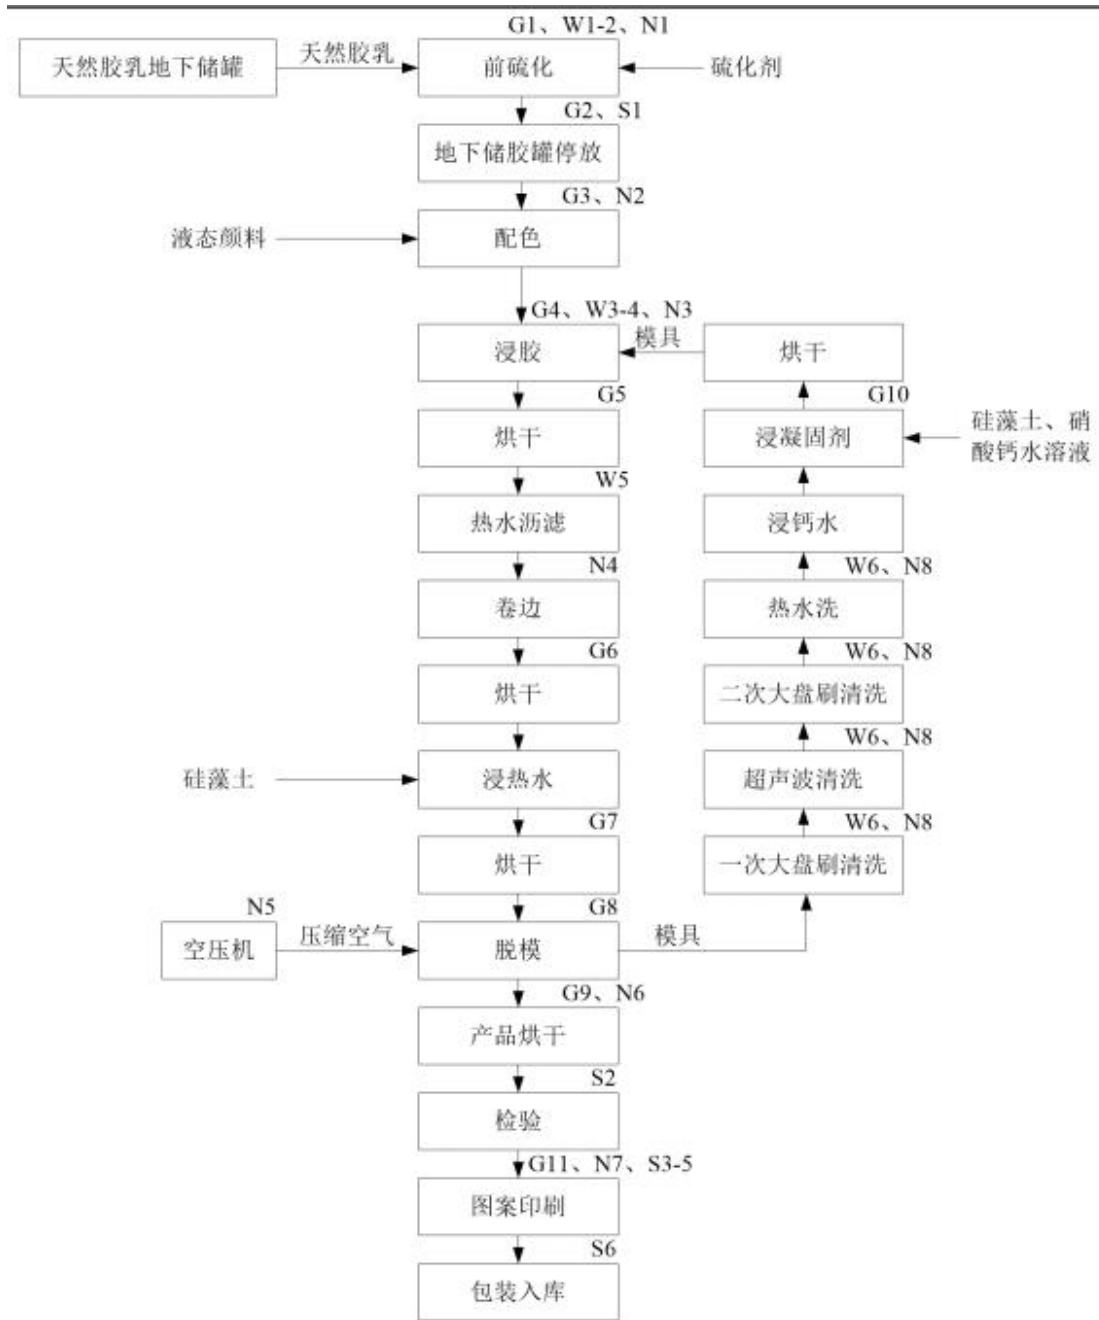 G1、W1-2、N1
天然胶乳地下储罐
天然胶乳
前硫化
硫化剂
G2、S1
地下储胶罐停放
G3、N2
液态颜料
配色
G4、W3-4、N3
浸胶
模具
烘干
G5
G10
烘干
浸凝固剂
硅藻土、硝
酸钙水溶液
W5
热水沥滤
浸钙水
N4
W6、N8
卷边
热水洗
G6
W6、N8
烘干
二次大盘刷清洗
W6、N8
硅藻土
浸热水
超声波清洗
G7
W6、N8
烘干
一次大盘刷清洗
N5
G8
空压机
压缩空气
脱模
模具
G9、N6
产品烘干
S2
检验
G11、N7、S3-5
图案印刷
S6
包装入库